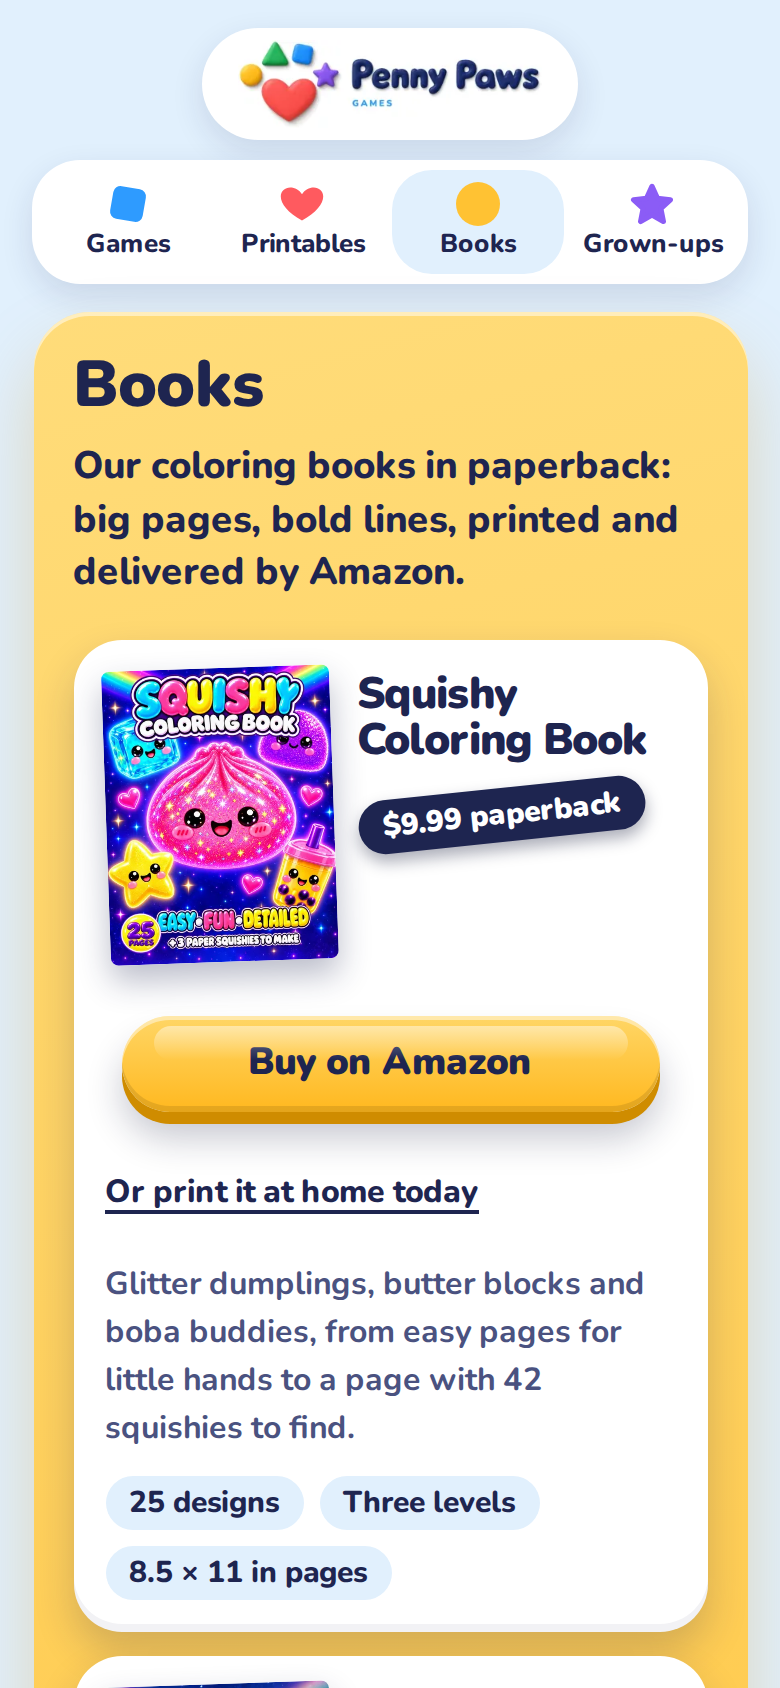 Penny Paws
GAMES
Games
Printables
Books
Grown-ups
Books
Our coloring books in paperback:
big pages, bold lines, printed and
delivered by Amazon.
SQUISHY
COLORING BOOK
25
PAGES
EASY•FUN•DETAILED
+3 PAPER SQUISHIES TO MAKE
Squishy
Coloring Book
$9.99 paperback
Buy on Amazon
Or print it at home today
Glitter dumplings, butter blocks and
boba buddies, from easy pages for
little hands to a page with 42
squishies to find.
25 designs
Three levels
8.5 × 11 in pages